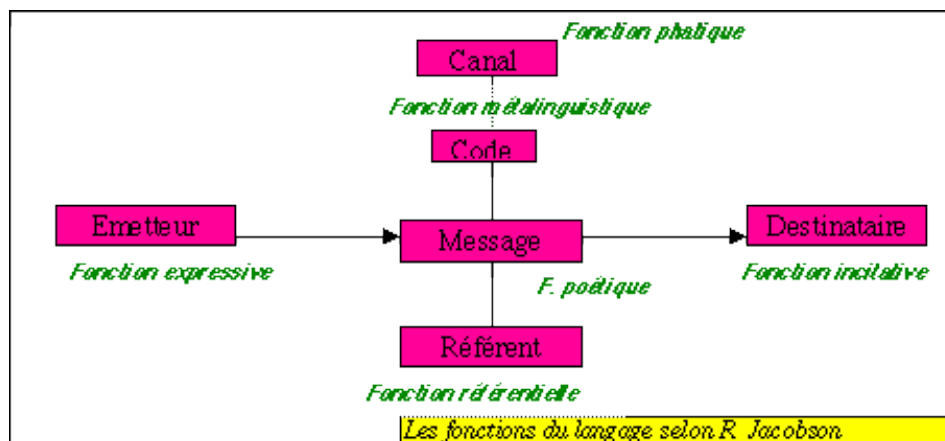 Fonction phatique
Canal
Fonction métalinguistique
Code
Emetteur
Message
Destinataire
Fonction expressive
F. poétique
Fonction incitative
Référent
Fonction référentielle
Les fonctions du langage selon R. Jacobson